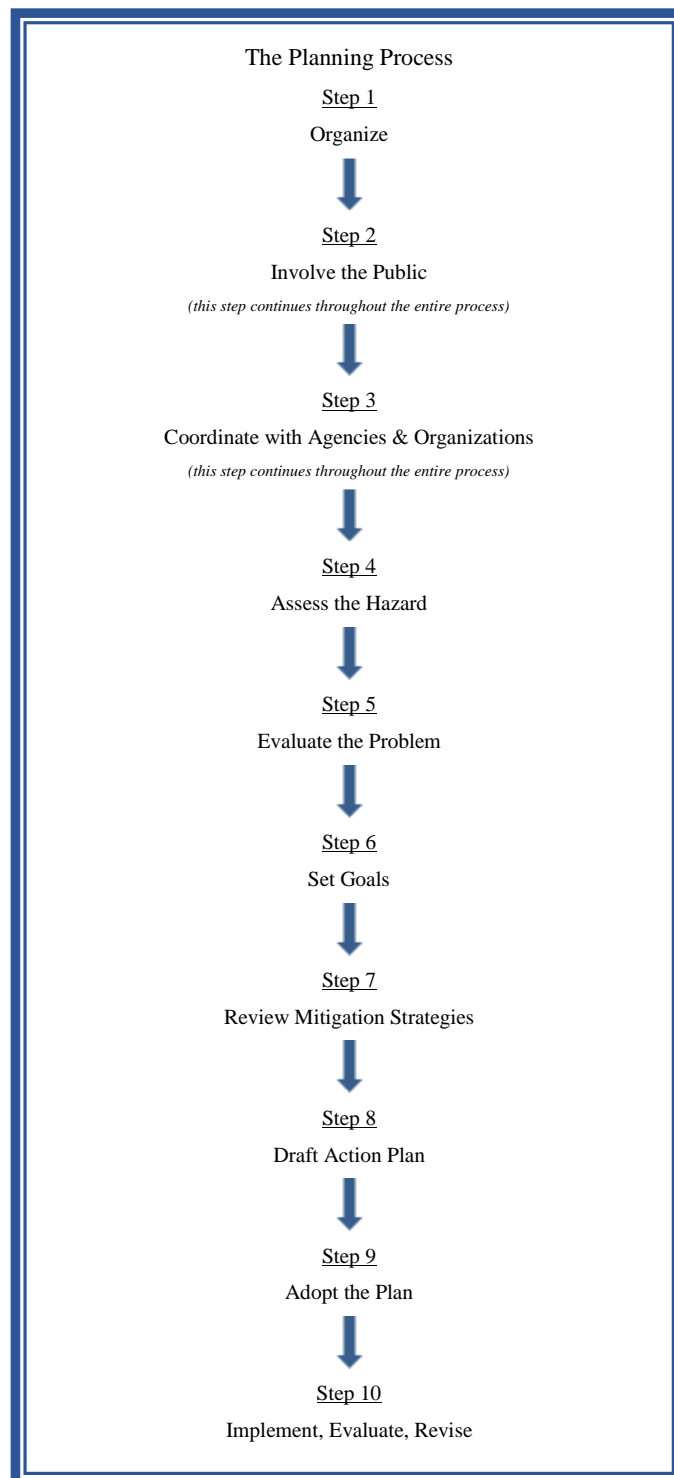 The Planning Process
Step 1
Organize
Step 2
Involve the Public
(this step continues throughout the entire process)
Step 3
Coordinate with Agencies & Organizations
(this step continues throughout the entire process)
Step 4
Assess the Hazard
Step 5
Evaluate the Problem
Step 6
Set Goals
Step 7
Review Mitigation Strategies
Step 8
Draft Action Plan
Step 9
Adopt the Plan
Step 10
Implement, Evaluate, Revise